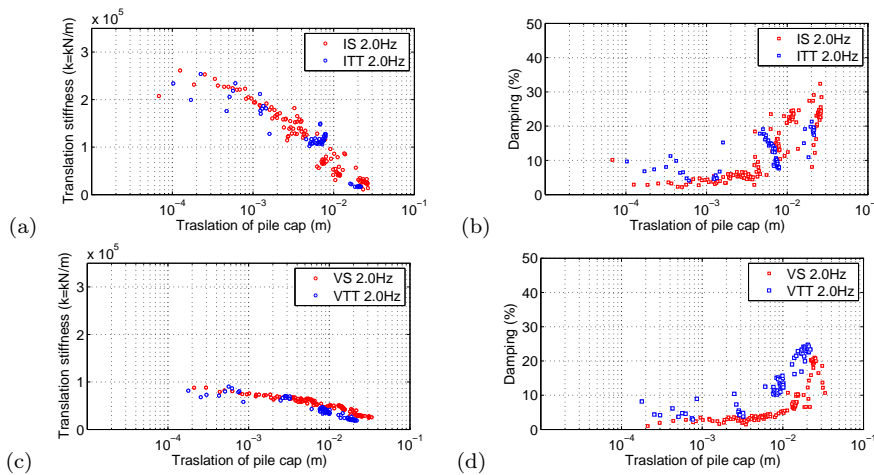 x 10^5
Translation stiffness (k=kN/m)
3
2
1
0
10^-4
10^-3
10^-2
10^-1
Traslation of pile cap (m)
IS 2.0Hz
ITT 2.0Hz
(a)
Damping (%)
50
40
30
20
10
0
10^-4
10^-3
10^-2
10^-1
Traslation of pile cap (m)
IS 2.0Hz
ITT 2.0Hz
(b)
x 10^5
Translation stiffness (k=kN/m)
3
2
1
0
10^-4
10^-3
10^-2
10^-1
Traslation of pile cap (m)
VS 2.0Hz
VTT 2.0Hz
(c)
Damping (%)
50
40
30
20
10
0
10^-4
10^-3
10^-2
10^-1
Traslation of pile cap (m)
VS 2.0Hz
VTT 2.0Hz
(d)